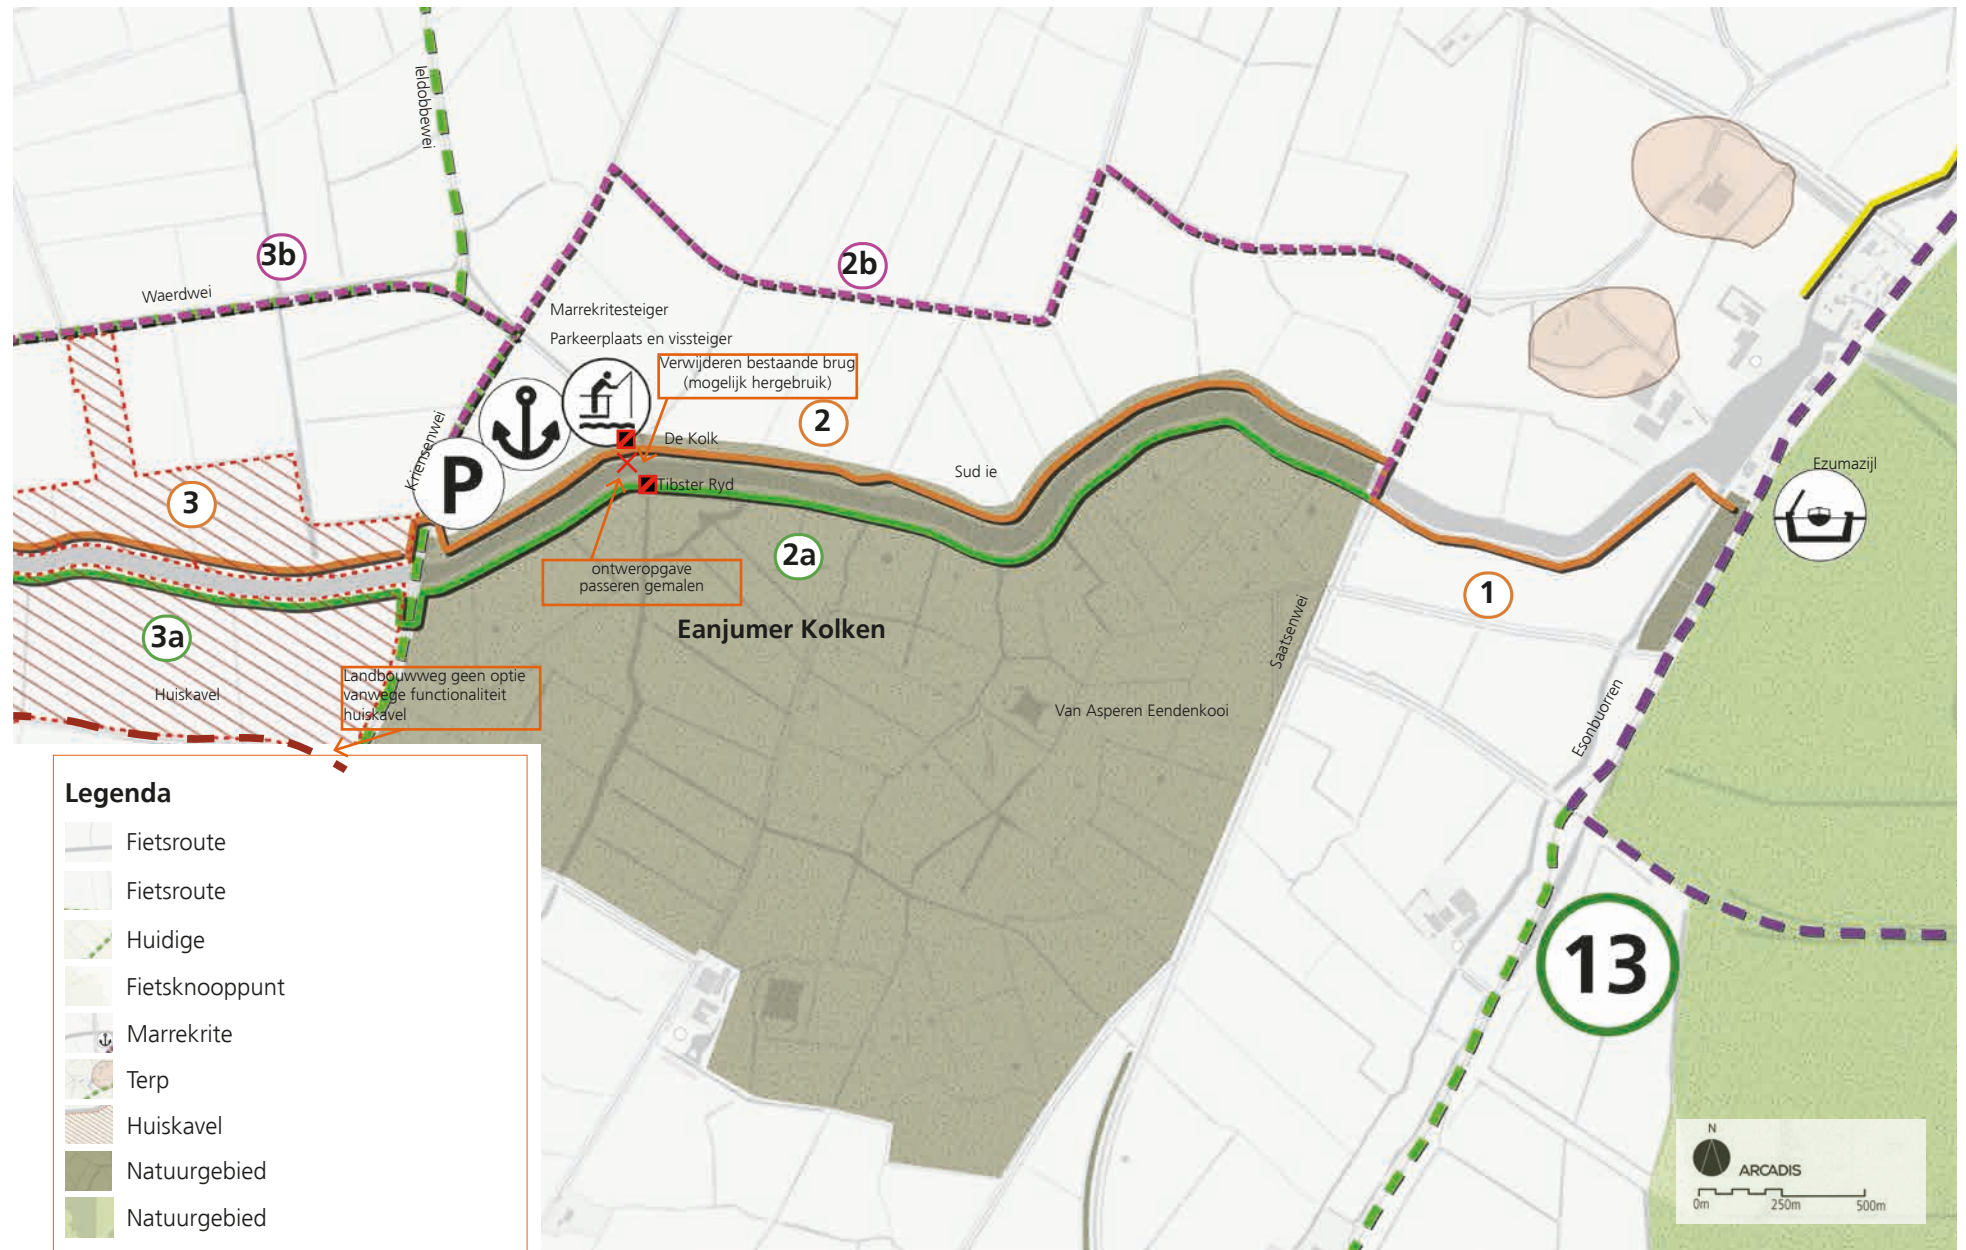 Ieldobbewei
3b
Waerdwei
2b
Marrekritesteiger
Parkeerplaats en vissteiger
Verwijderen bestaande brug
(mogelijk hergebruik)
Kriensenwei
P
2
De Kolk
Sud ie
Tibster Ryd
Ezumazijl
3
2a
ontweropgave
passeren gemalen
1
3a
Eanjumer Kolken
Saatsenwei
Huiskavel
Landbouwweg geen optie
vanwege functionaliteit
huiskavel
Van Asperen Eendenkooi
Esonbuorren
13
Legenda
Fietsroute
Fietsroute
Huidige
Fietsknooppunt
Marrekrite
Terp
Huiskavel
Natuurgebied
Natuurgebied
N
ARCADIS
0m 250m 500m